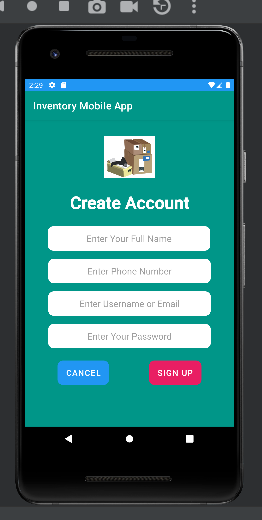 2:29
Inventory Mobile App
Create Account
Enter Your Full Name
Enter Phone Number
Enter Username or Email
Enter Your Password
CANCEL SIGN UP